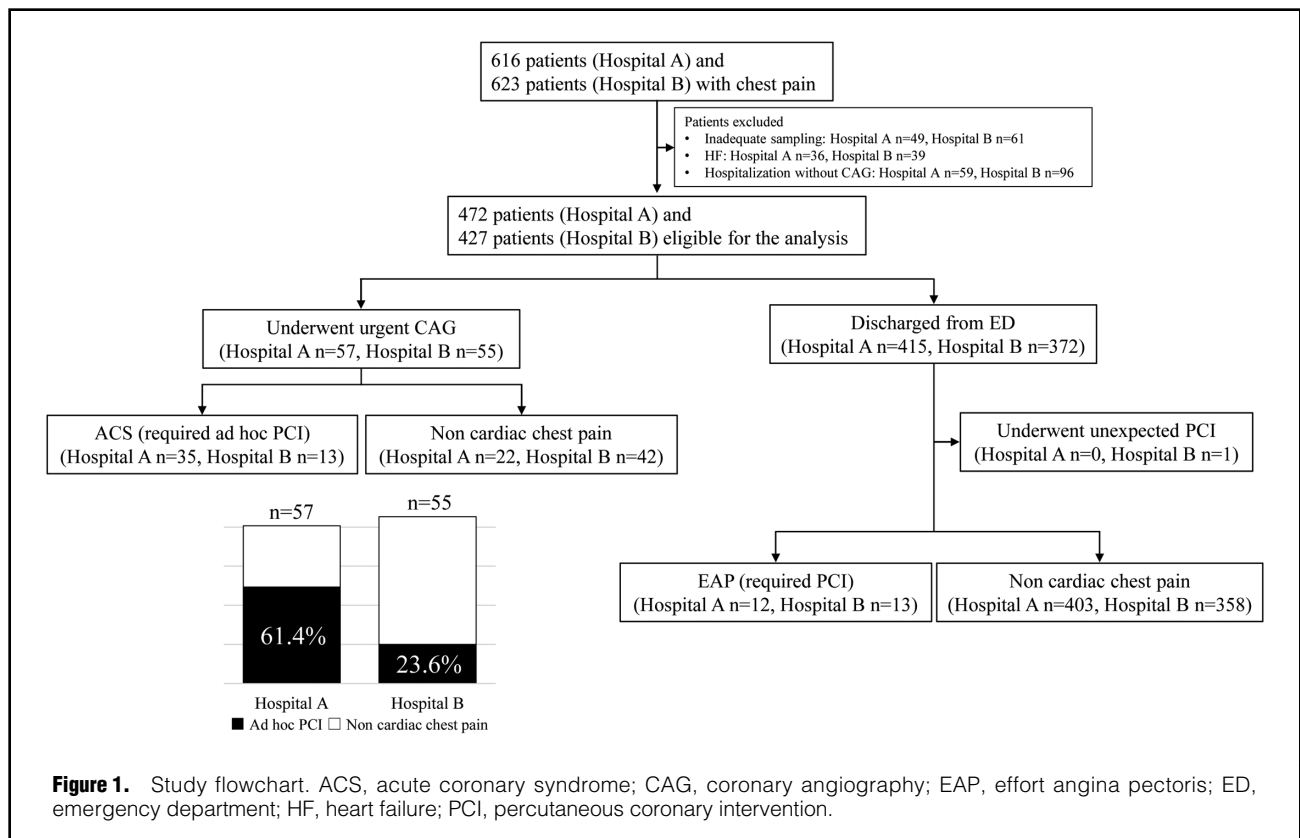 616 patients (Hospital A) and
623 patients (Hospital B) with chest pain
Patients excluded
• Inadequate sampling: Hospital A n=49, Hospital B n=61
• HF: Hospital A n=36, Hospital B n=39
• Hospitalization without CAG: Hospital A n=59, Hospital B n=96
472 patients (Hospital A) and
427 patients (Hospital B) eligible for the analysis
Underwent urgent CAG
(Hospital A n=57, Hospital B n=55)
Discharged from ED
(Hospital A n=415, Hospital B n=372)
ACS (required ad hoc PCI)
(Hospital A n=35, Hospital B n=13)
Non cardiac chest pain
(Hospital A n=22, Hospital B n=42)
Underwent unexpected PCI
(Hospital A n=0, Hospital B n=1)
EAP (required PCI)
(Hospital A n=12, Hospital B n=13)
Non cardiac chest pain
(Hospital A n=403, Hospital B n=358)
n=57
n=55
61.4%
23.6%
Hospital A
Hospital B
Ad hoc PCI
Non cardiac chest pain
Figure 1. Study flowchart. ACS, acute coronary syndrome; CAG, coronary angiography; EAP, effort angina pectoris; ED,
emergency department; HF, heart failure; PCI, percutaneous coronary intervention.